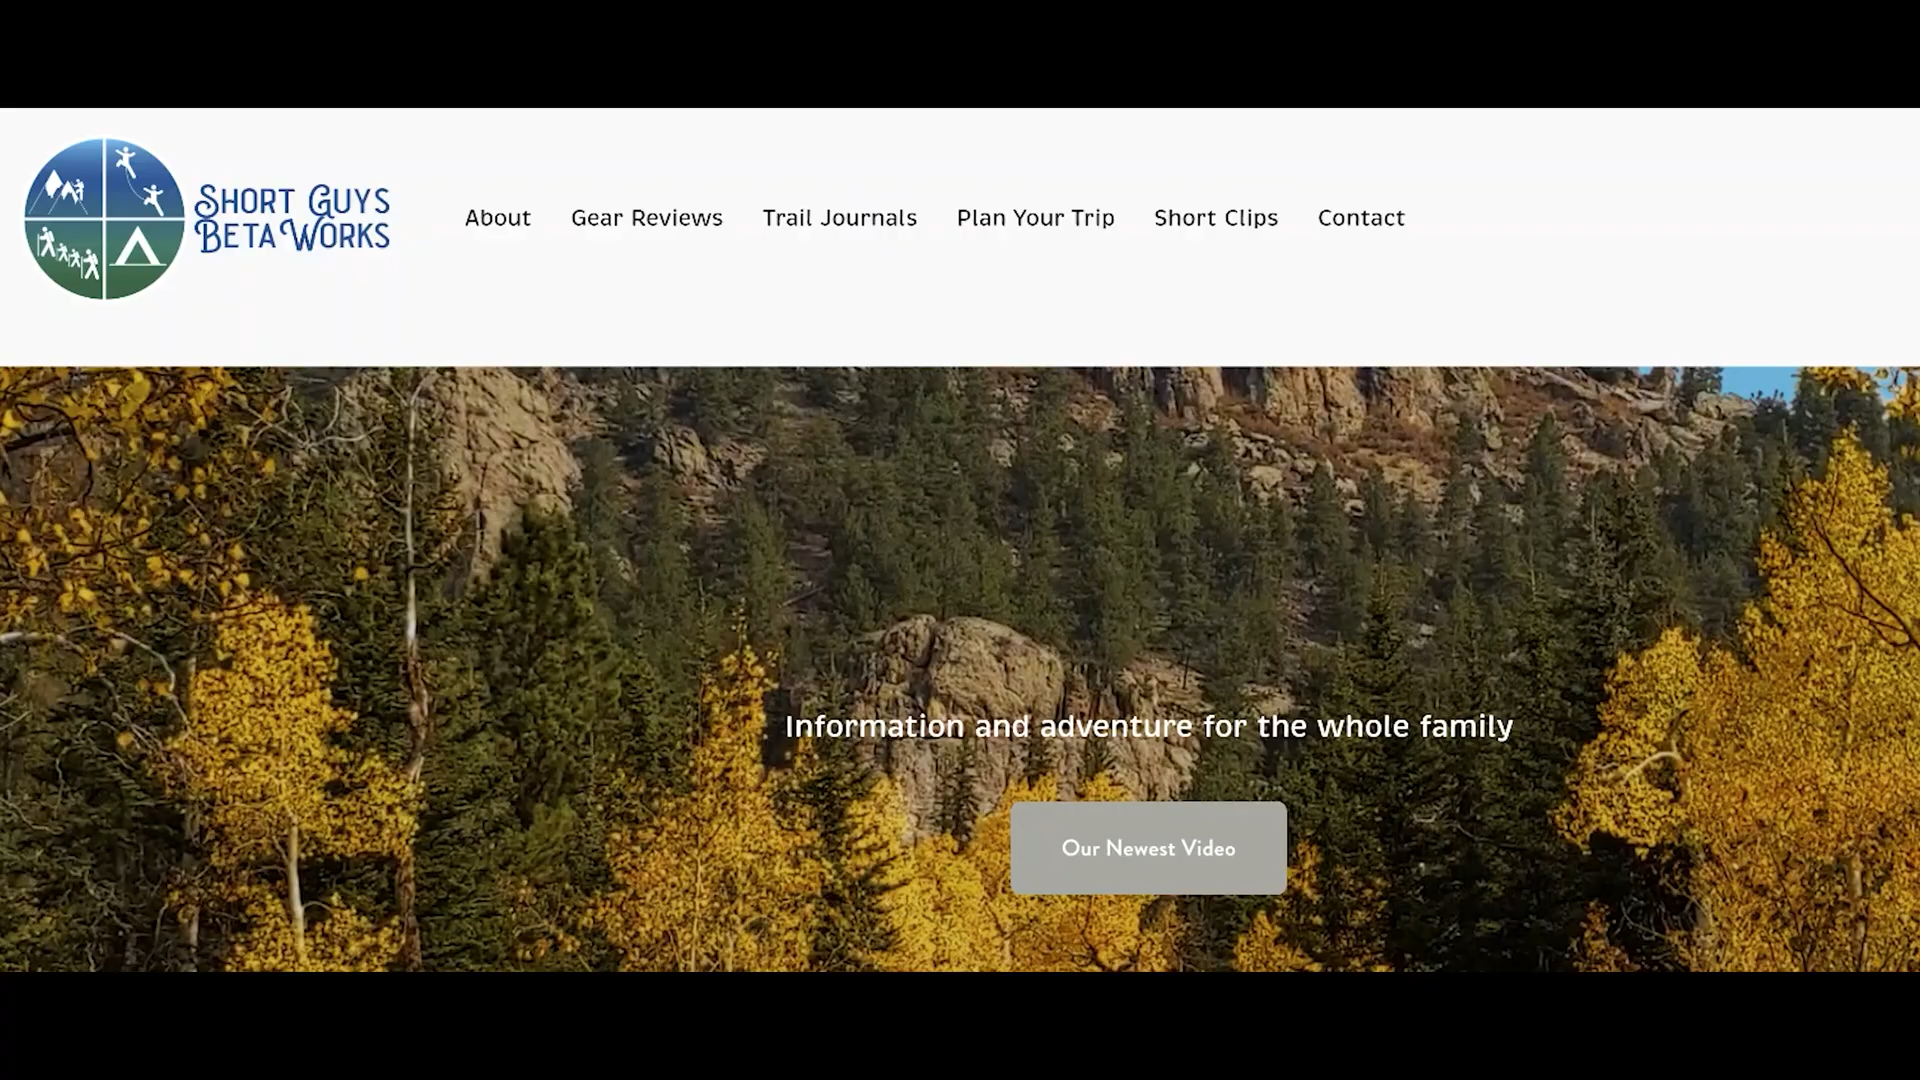 Short Guys
Beta Works
About
Gear Reviews
Trail Journals
Plan Your Trip
Short Clips
Contact
Information and adventure for the whole family
Our Newest Video